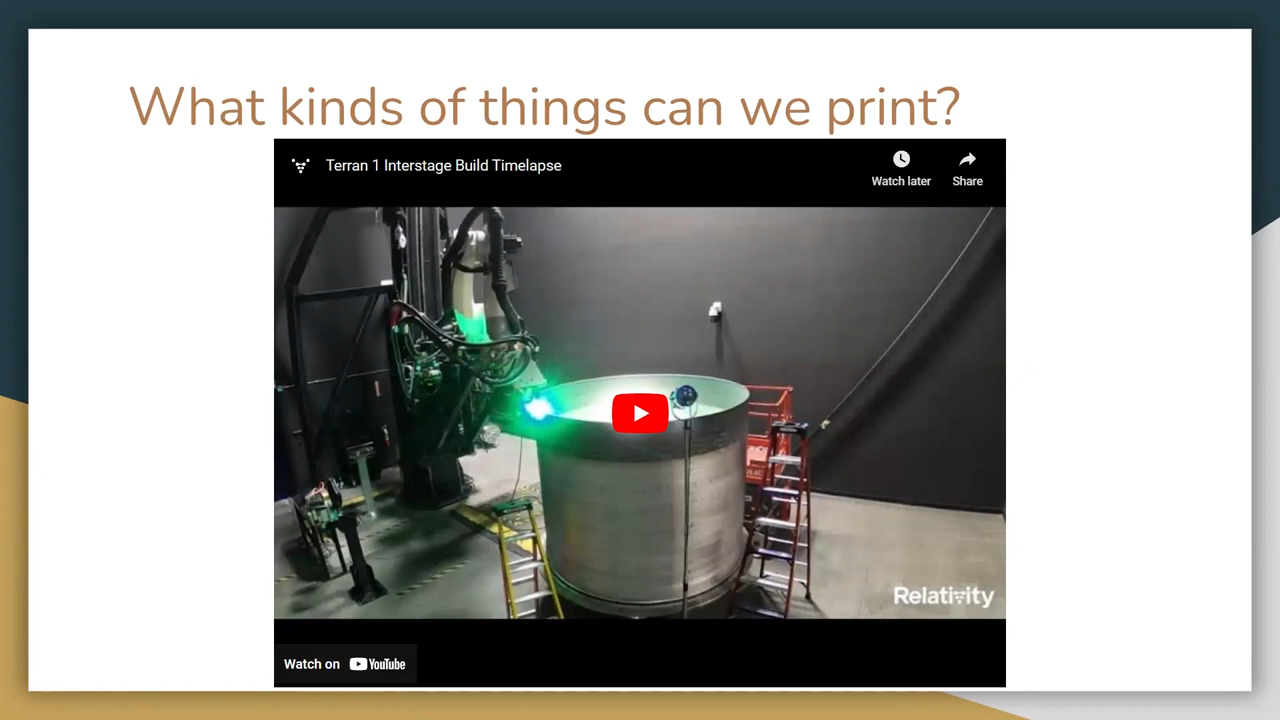 What kinds of things can we print?
Terran 1 Interstage Build Timelapse
Watch later
Share
Relativity
Watch on YouTube